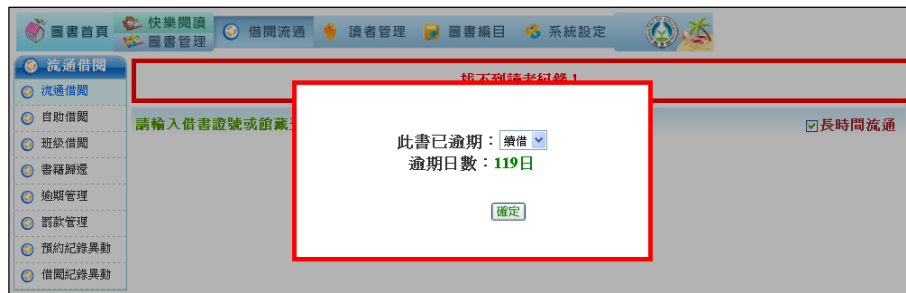 圖書首頁
快樂閱讀
圖書管理
借閱流通
讀者管理
圖書編目
系統設定
流通借閱
流通借閱
自助借閱
班級借閱
書籍歸還
逾期管理
罰款管理
預約紀錄異動
借閱紀錄異動
找不到讀者紀錄！
請輸入借書證號或館藏
長時間流通
此書已逾期：續借
逾期日數：119日
確定